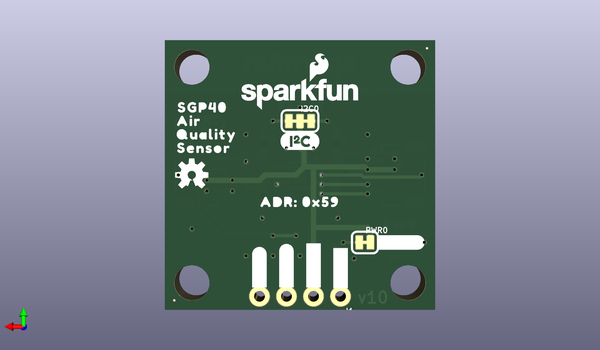 sparkfun
SGP40
Air
Quality
Sensor
I2C0
I²C
ADR: 0x59
PWR0
v10